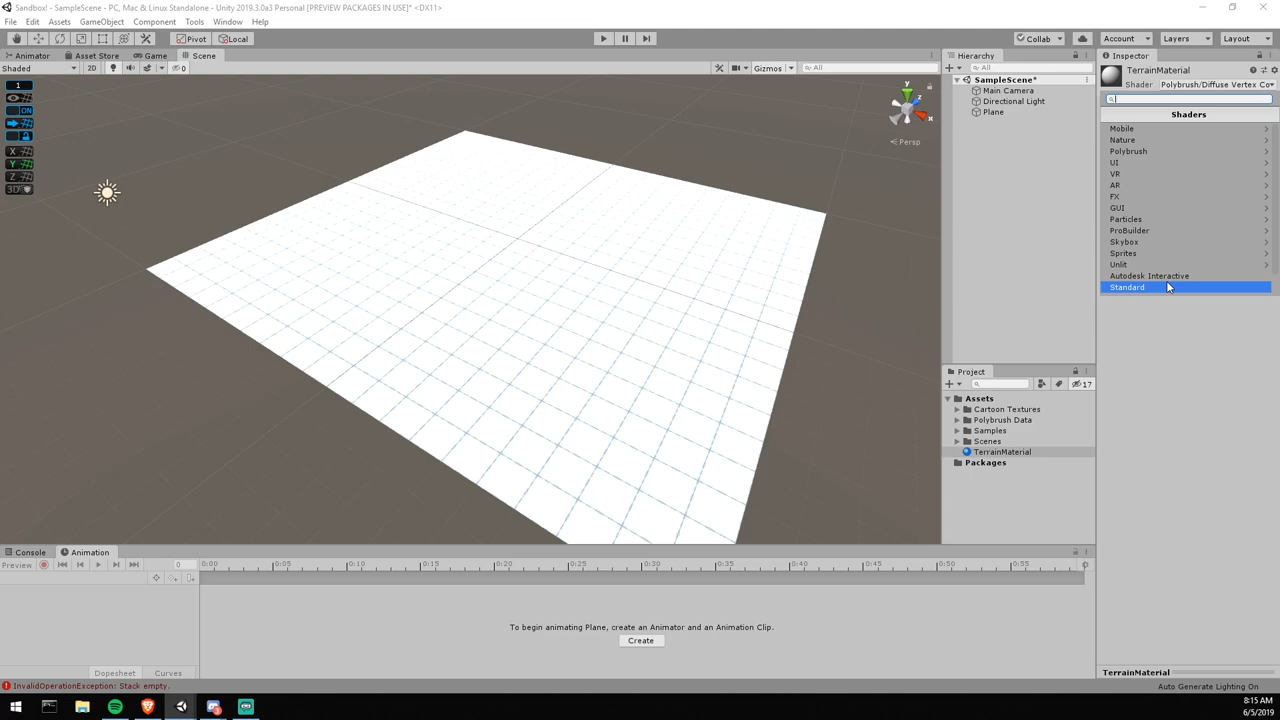 Sandbox! - SampleScene - PC, Mac & Linux Standalone - Unity 2019.3.0a3 Personal [PREVIEW PACKAGES IN USE]* <DX11>
File Edit Assets GameObject Component Tools Window Help
Pivot Local Collab Account Layers Layout
Animator Asset Store Game Scene
Shaded 2D 0 Gizmos All
1
ON
X
Y
Z
3D
y
z
x
Persp
Hierarchy
All
SampleScene*
Main Camera
Directional Light
Plane
Project
17
Assets
Cartoon Textures
Polybrush Data
Samples
Scenes
TerrainMaterial
Packages
Inspector
TerrainMaterial
Shader Polybrush/Diffuse Vertex Co
Shaders
Mobile
Nature
Polybrush
UI
VR
AR
FX
GUI
Particles
ProBuilder
Skybox
Sprites
Unlit
Autodesk Interactive
Standard
TerrainMaterial
Console Animation
Preview 0 0:00 0:05 0:10 0:15 0:20 0:25 0:30 0:35 0:40 0:45 0:50 0:55
To begin animating Plane, create an Animator and an Animation Clip.
Create
Dopesheet Curves
InvalidOperationException: Stack empty.
Auto Generate Lighting On
8:15 AM
6/5/2019